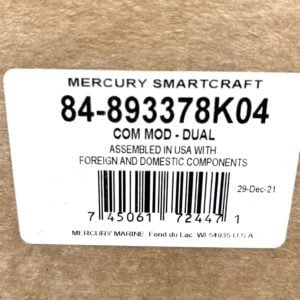 MERCURY SMARTCRAFT
84-893378K04
COM MOD - DUAL
ASSEMBLED IN USA WITH
FOREIGN AND DOMESTIC COMPONENTS
29-Dec-21
7 45061 72447 1
MERCURY MARINE, Fond du Lac, WI 54935 U.S.A